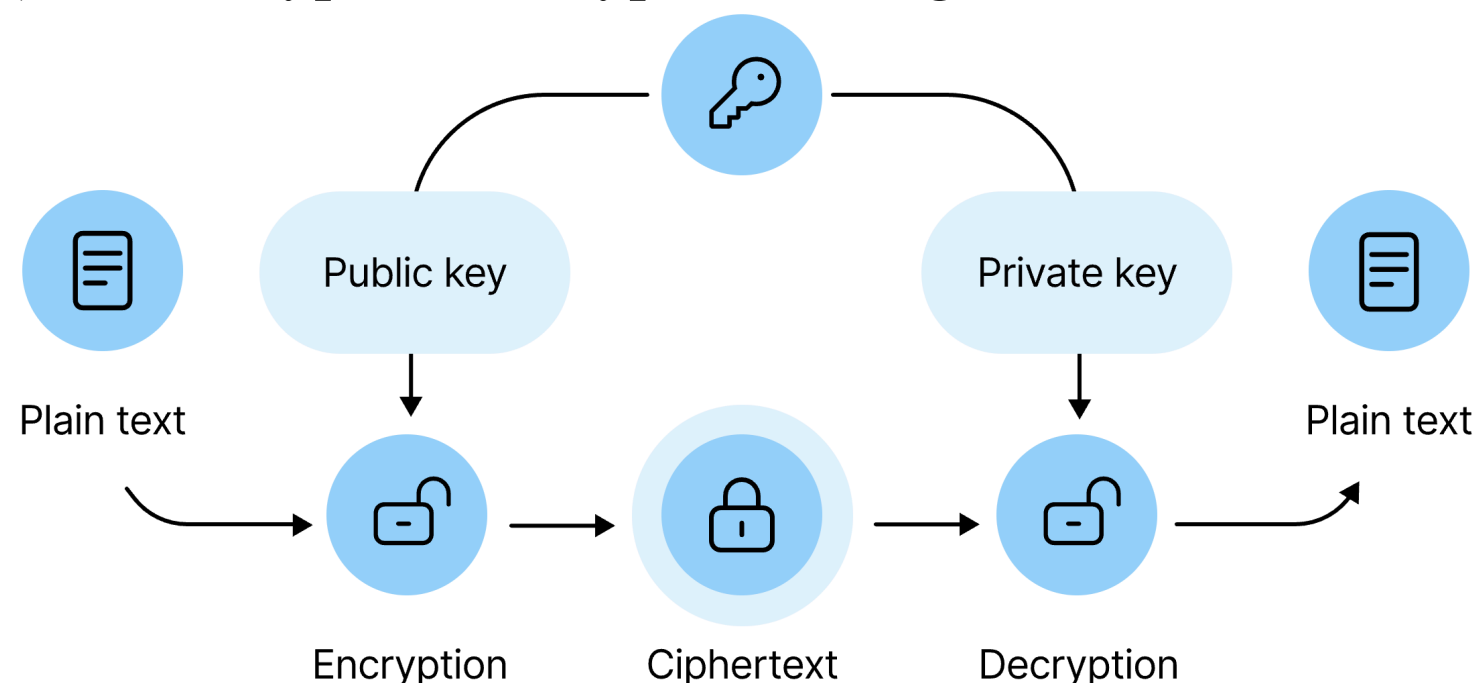 Public key
Private key
Plain text
Plain text
Encryption
Ciphertext
Decryption